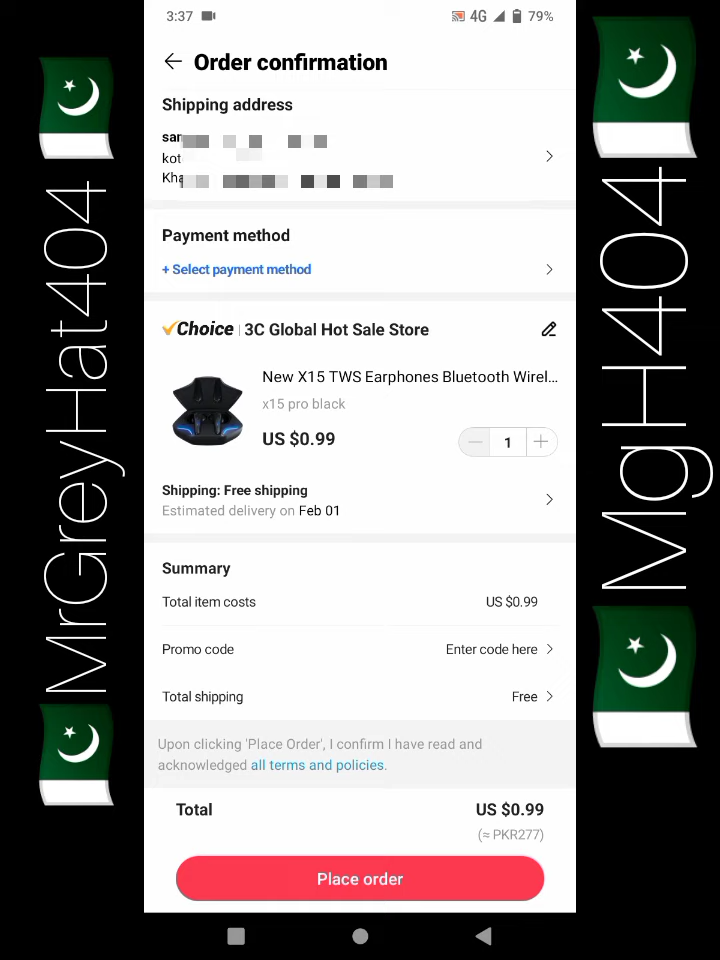 3:37
4G
79%
Order confirmation
Shipping address
san
kot
Kha
Payment method
+ Select payment method
Choice
3C Global Hot Sale Store
New X15 TWS Earphones Bluetooth Wirel...
x15 pro black
US $0.99
1
Shipping: Free shipping
Estimated delivery on Feb 01
Summary
Total item costs
US $0.99
Promo code
Enter code here
Total shipping
Free
Upon clicking 'Place Order', I confirm I have read and
acknowledged all terms and policies.
Total
US $0.99
(≈ PKR277)
Place order
MrGreyHat404
MgH404